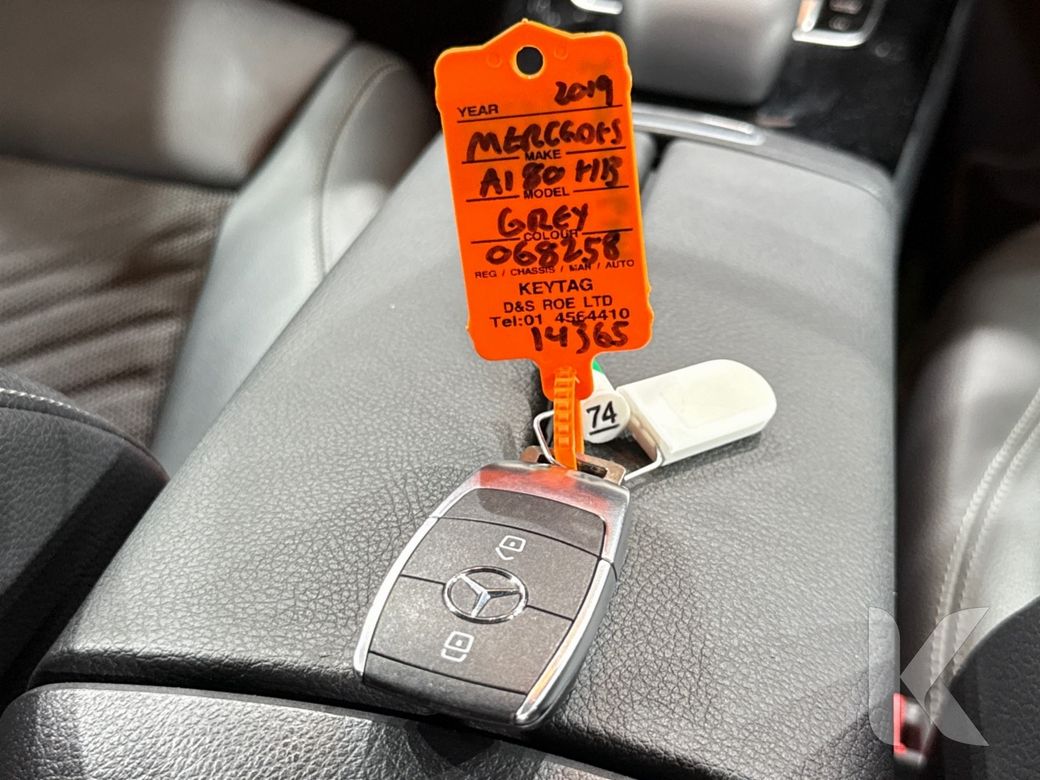 2019
YEAR
MERCEDES
MAKE
A180 HB
MODEL
GREY
COLOUR
068258
REG / CHASSIS / MAN / AUTO
KEYTAG
D&S ROE LTD
Tel:01 4564410
14365
74
K